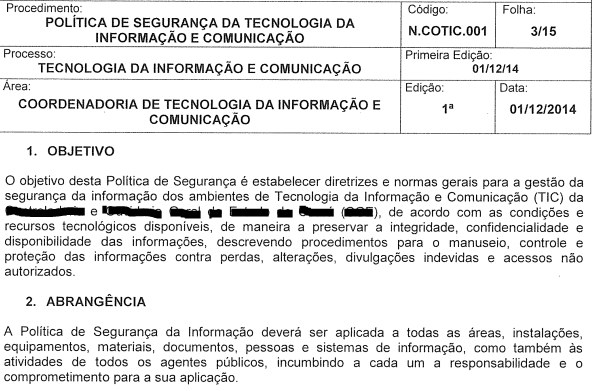 Procedimento:
POLÍTICA DE SEGURANÇA DA TECNOLOGIA DA
INFORMAÇÃO E COMUNICAÇÃO
Código:
N.COTIC.001
Folha:
3/15
Processo:
TECNOLOGIA DA INFORMAÇÃO E COMUNICAÇÃO
Primeira Edição:
01/12/14
Área:
COORDENADORIA DE TECNOLOGIA DA INFORMAÇÃO E
COMUNICAÇÃO
Edição:
1ª
Data:
01/12/2014
1. OBJETIVO
O objetivo desta Política de Segurança é estabelecer diretrizes e normas gerais para a gestão da
segurança da informação dos ambientes de Tecnologia da Informação e Comunicação (TIC) da
e , de acordo com as condições e
recursos tecnológicos disponíveis, de maneira a preservar a integridade, confidencialidade e
disponibilidade das informações, descrevendo procedimentos para o manuseio, controle e
proteção das informações contra perdas, alterações, divulgações indevidas e acessos não
autorizados.
2. ABRANGÊNCIA
A Política de Segurança da Informação deverá ser aplicada a todas as áreas, instalações,
equipamentos, materiais, documentos, pessoas e sistemas de informação, como também às
atividades de todos os agentes públicos, incumbindo a cada um a responsabilidade e o
comprometimento para a sua aplicação.